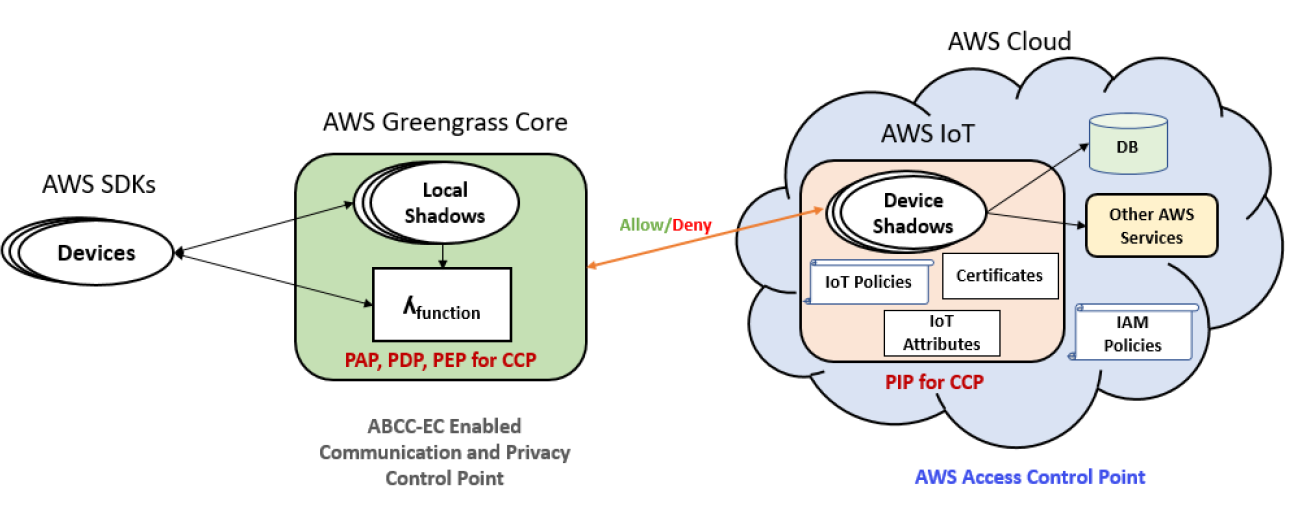 AWS Cloud
AWS Greengrass Core
AWS IoT
AWS SDKs
Devices
Local
Shadows
ʎfunction
PAP, PDP, PEP for CCP
ABCC-EC Enabled
Communication and Privacy
Control Point
Allow/Deny
Device
Shadows
IoT Policies
Certificates
IoT
Attributes
PIP for CCP
DB
Other AWS
Services
IAM
Policies
AWS Access Control Point